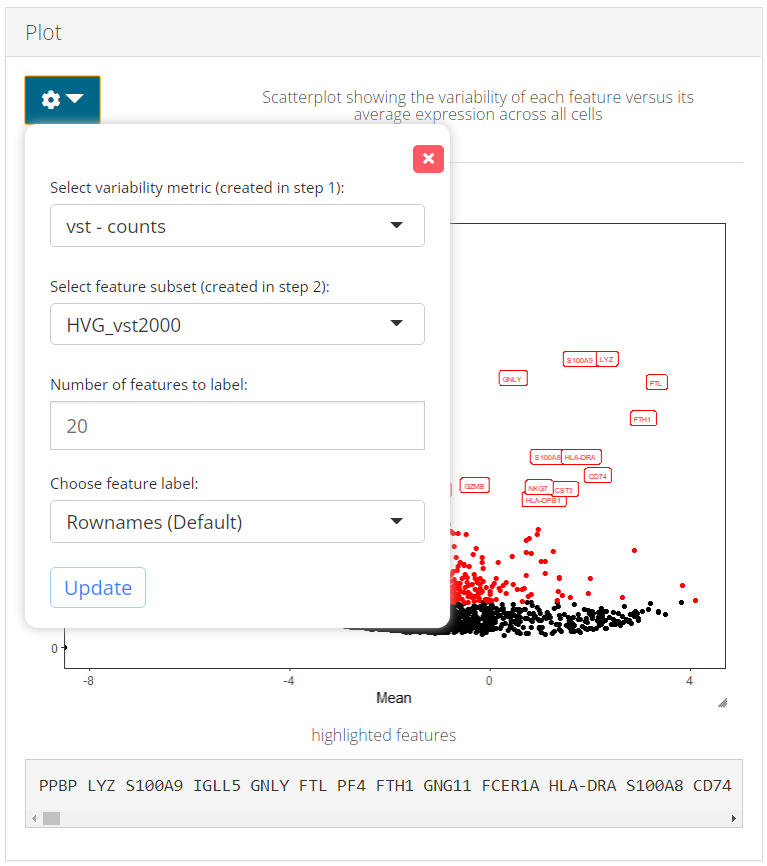 Plot
Scatterplot showing the variability of each feature versus its
average expression across all cells
Select variability metric (created in step 1):
vst - counts
Select feature subset (created in step 2):
HVG_vst2000
Number of features to label:
20
Choose feature label:
Rownames (Default)
Update
S100A9 LYZ
GNLY
FTL
FTH1
S100A8 HLA-DRA
CD74
GZMB
NKG7 CST3
HLA-DPB1
0
-8 -4 0 4
Mean
highlighted features
PPBP LYZ S100A9 IGLL5 GNLY FTL PF4 FTH1 GNG11 FCER1A HLA-DRA S100A8 CD74